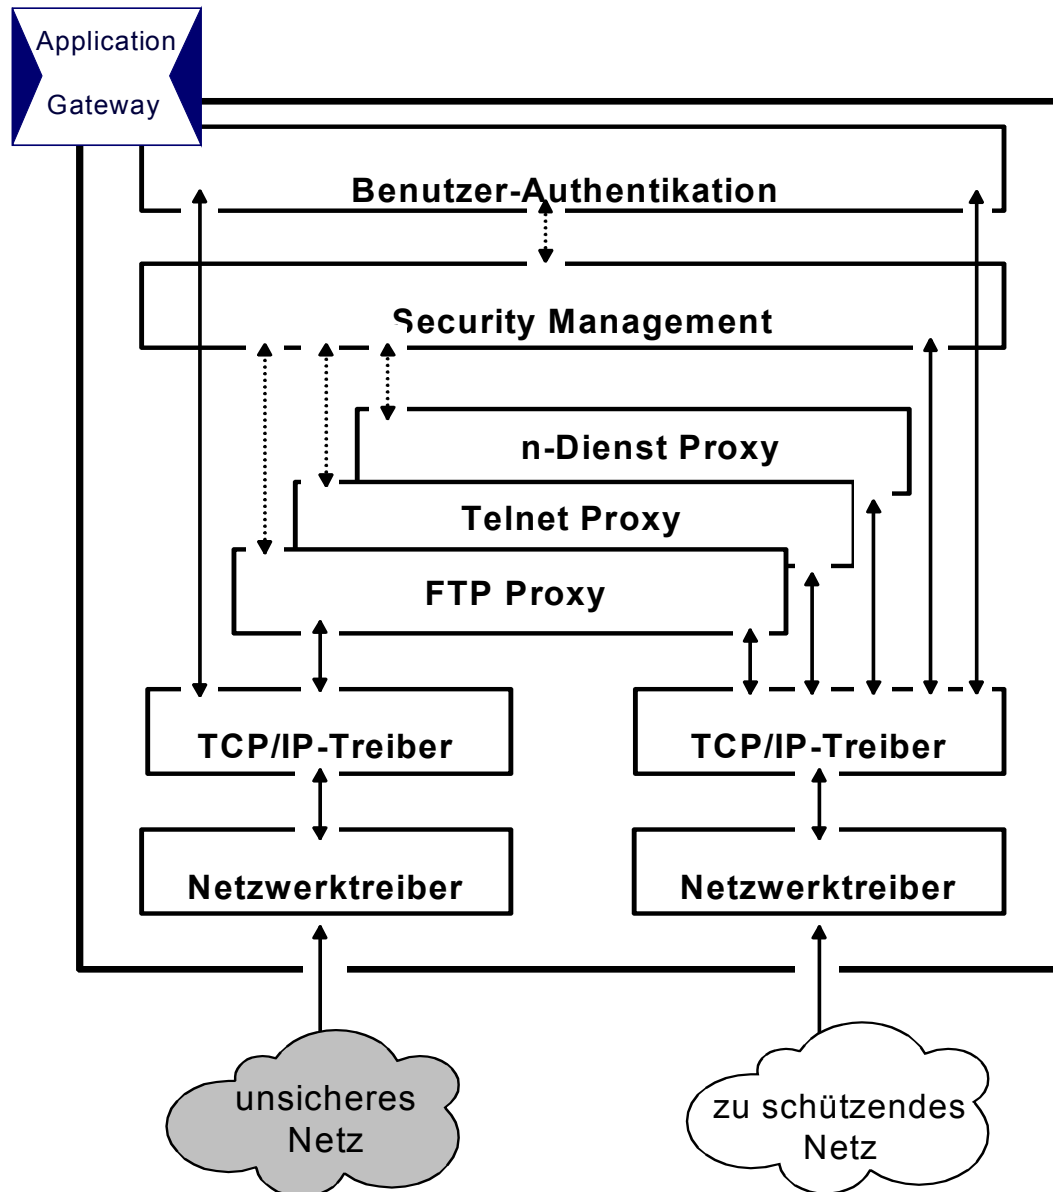 Application
Gateway
Benutzer-Authentikation
Security Management
n-Dienst Proxy
Telnet Proxy
FTP Proxy
TCP/IP-Treiber
TCP/IP-Treiber
Netzwerktreiber
Netzwerktreiber
unsicheres
Netz
zu schützendes
Netz